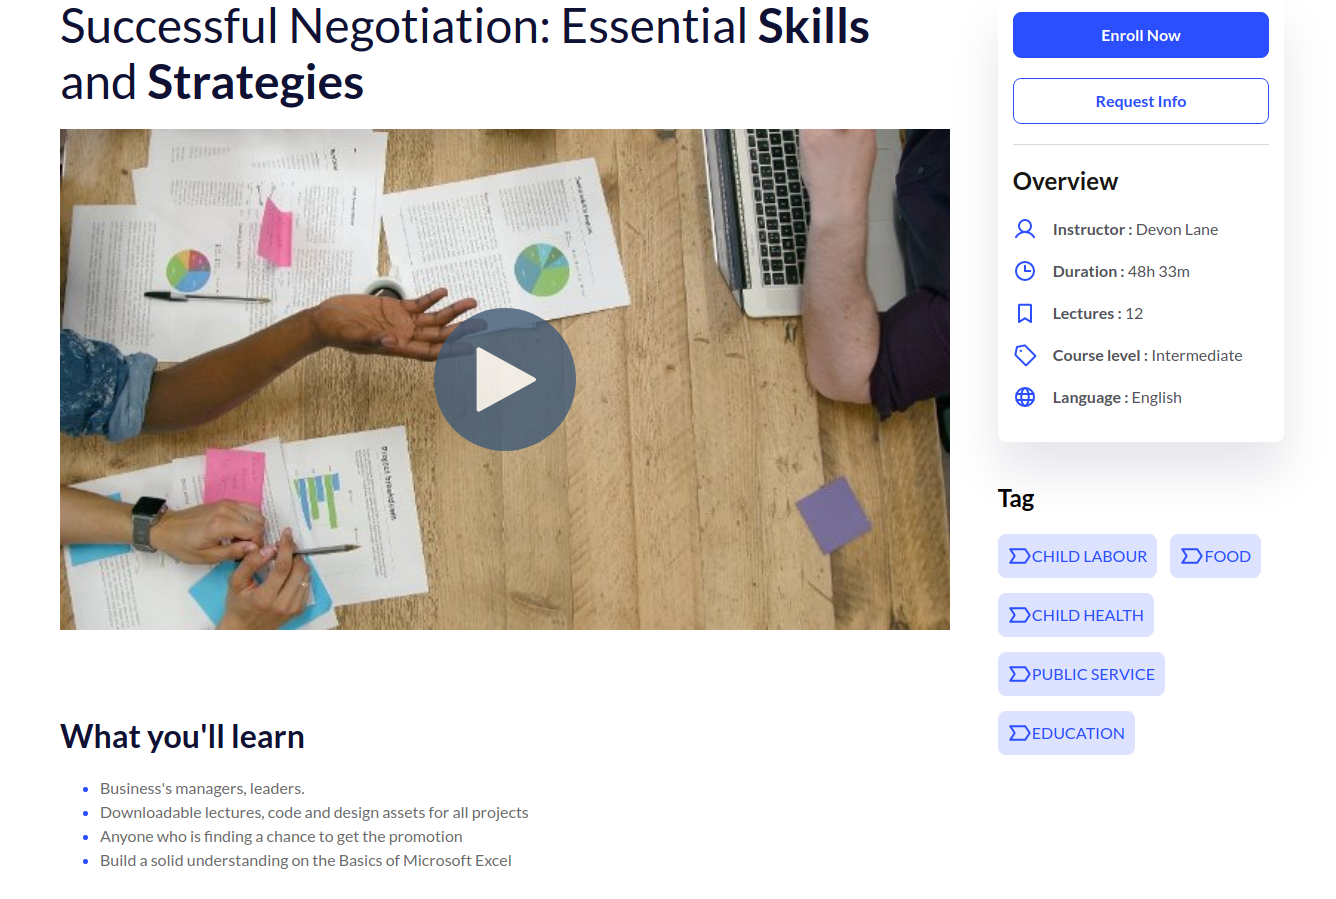 Successful Negotiation: Essential Skills
and Strategies
Project breakdown
What you'll learn
Business's managers, leaders.
Downloadable lectures, code and design assets for all projects
Anyone who is finding a chance to get the promotion
Build a solid understanding on the Basics of Microsoft Excel
Enroll Now
Request Info
Overview
Instructor : Devon Lane
Duration : 48h 33m
Lectures : 12
Course level : Intermediate
Language : English
Tag
CHILD LABOUR
FOOD
CHILD HEALTH
PUBLIC SERVICE
EDUCATION